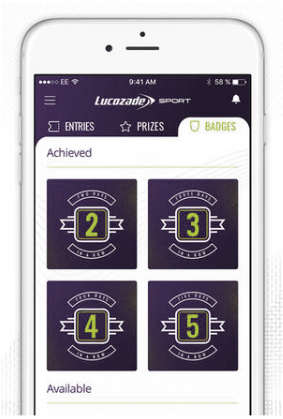 EE 9:41 AM 58 %
Lucozade SPORT
ENTRIES PRIZES BADGES
Achieved
TWO DAYS THREE DAYS
2 3
IN A ROW IN A ROW
FOUR DAYS FIVE DAYS
4 5
IN A ROW IN A ROW
Available